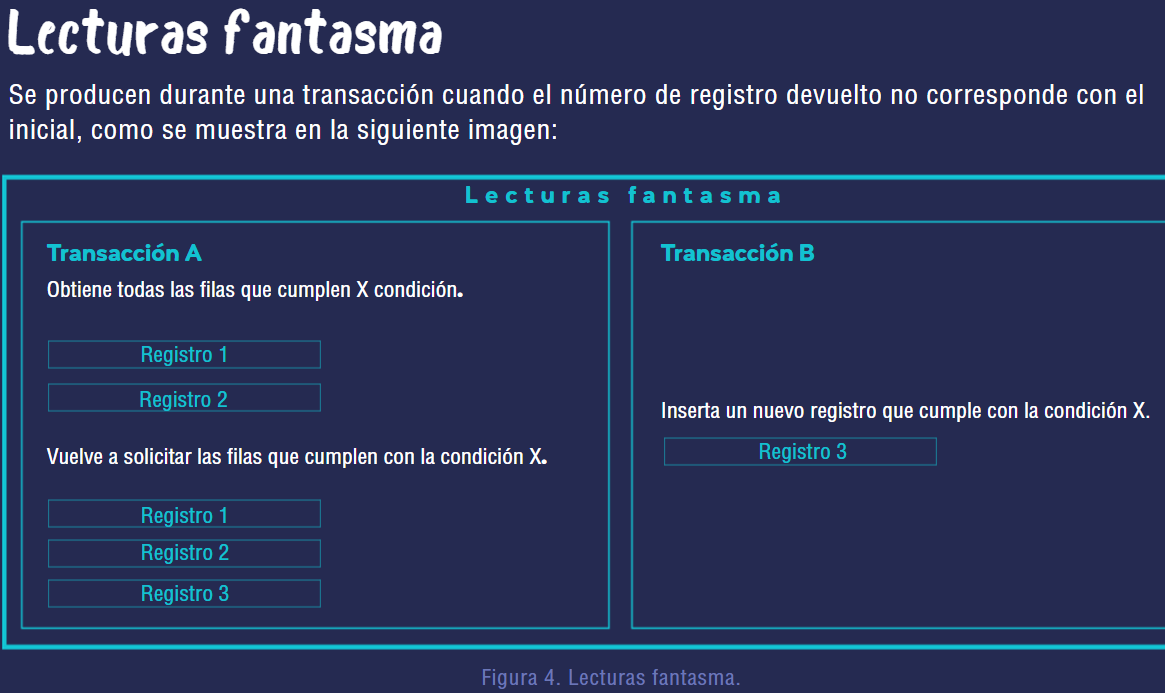 Lecturas fantasma
Se producen durante una transacción cuando el número de registro devuelto no corresponde con el
inicial, como se muestra en la siguiente imagen:
Lecturas fantasma
Transacción A
Obtiene todas las filas que cumplen X condición.
Registro 1
Registro 2
Vuelve a solicitar las filas que cumplen con la condición X.
Registro 1
Registro 2
Registro 3
Transacción B
Inserta un nuevo registro que cumple con la condición X.
Registro 3
Figura 4. Lecturas fantasma.